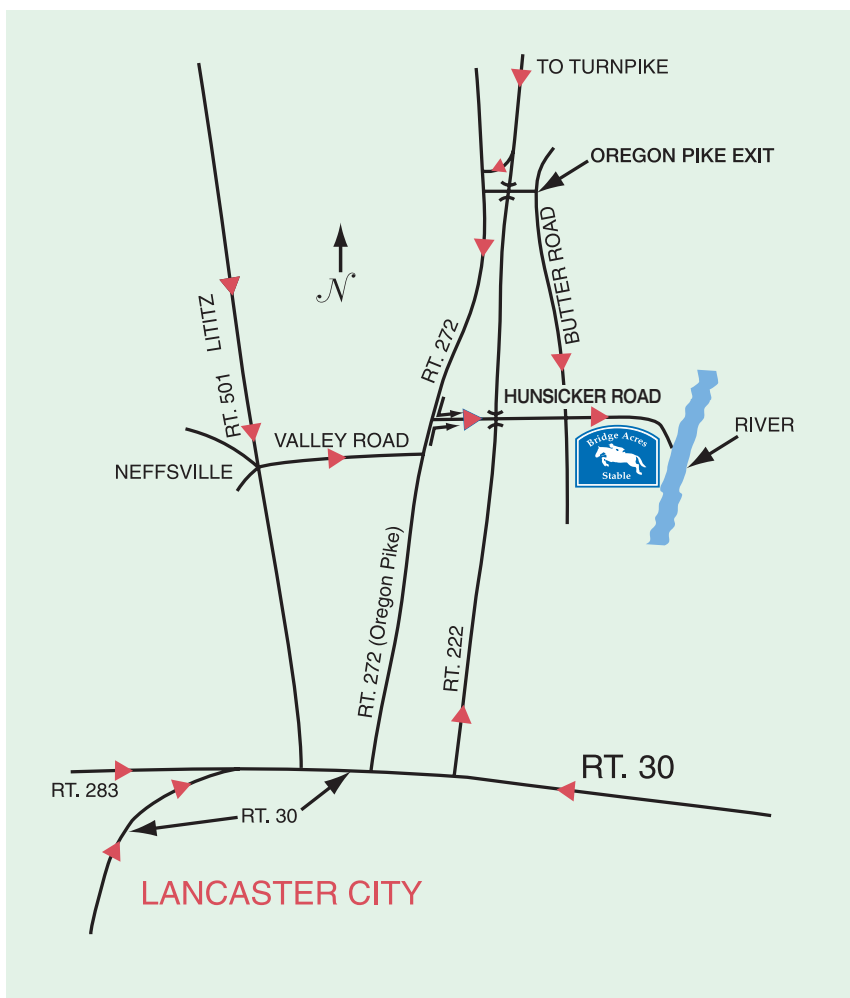 TO TURNPIKE
OREGON PIKE EXIT
BUTTER ROAD
N
LITITZ
RT. 501
RT. 272
HUNSICKER ROAD
RIVER
VALLEY ROAD
NEFFSVILLE
Bridge Acres
Stable
RT. 272 (Oregon Pike)
RT. 222
RT. 30
RT. 283
RT. 30
LANCASTER CITY